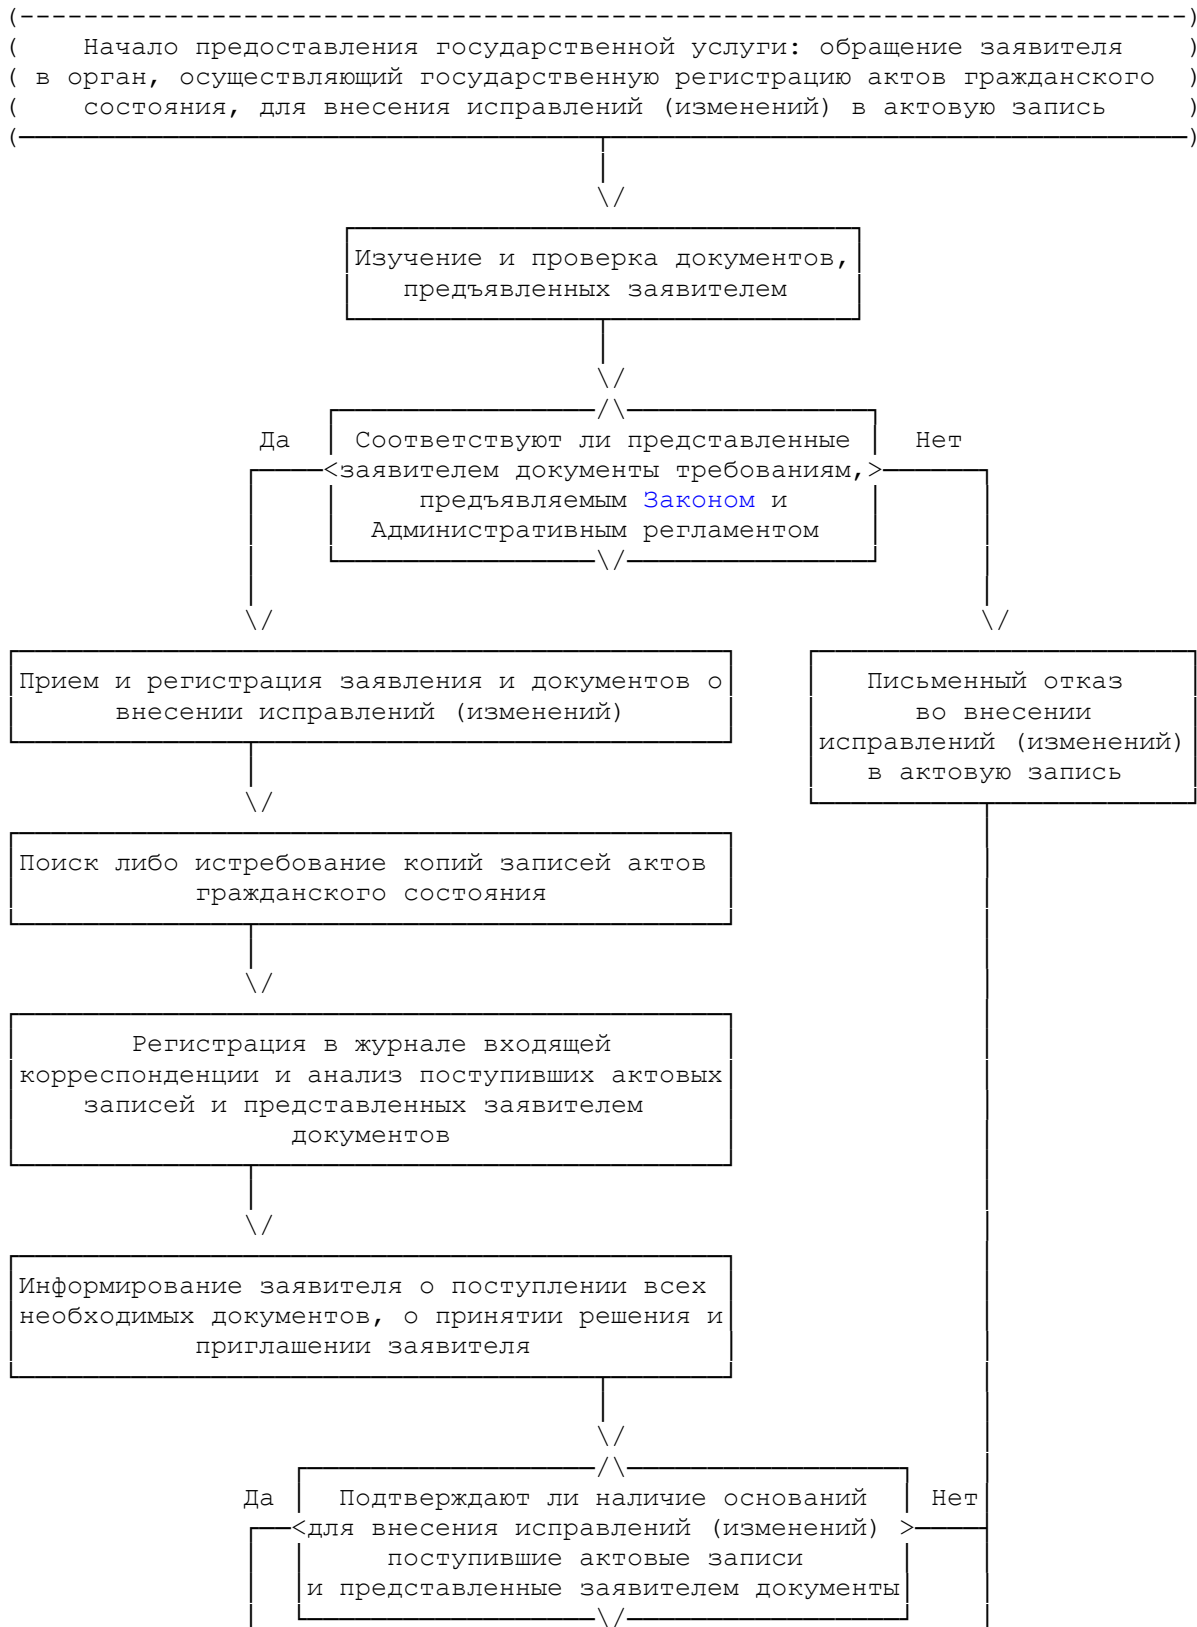 Начало предоставления государственной услуги: обращение заявителя
в орган, осуществляющий государственную регистрацию актов гражданского
состояния, для внесения исправлений (изменений) в актовую запись
Изучение и проверка документов,
предъявленных заявителем
Да
Соответствуют ли представленные
Нет
заявителем документы требованиям,
предъявляемым Законом и
Административным регламентом
Прием и регистрация заявления и документов о
внесении исправлений (изменений)
Письменный отказ
во внесении
исправлений (изменений)
в актовую запись
Поиск либо истребование копий записей актов
гражданского состояния
Регистрация в журнале входящей
корреспонденции и анализ поступивших актовых
записей и представленных заявителем
документов
Информирование заявителя о поступлении всех
необходимых документов, о принятии решения и
приглашении заявителя
Да
Подтверждают ли наличие оснований
Нет
для внесения исправлений (изменений)
поступившие актовые записи
и представленные заявителем документы